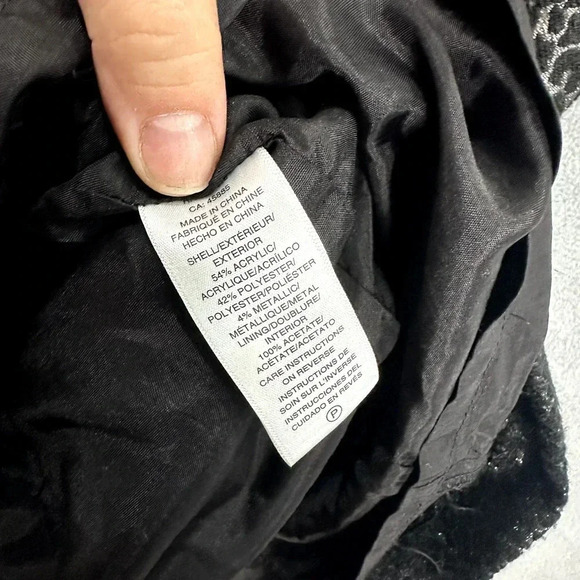 CA: 45885
MADE IN CHINA
FABRIQUÉ EN CHINE
HECHO EN CHINA
SHELL/EXTÉRIEUR/
EXTERIOR
54% ACRYLIC/
ACRYLIQUE/ACRÍLICO
42% POLYESTER/
POLYESTER/POLIÉSTER
4% METALLIC/
MÉTALLIQUE/METAL
LINING/DOUBLURE/
INTERIOR
100% ACETATE/
ACÉTATE/ACETATO
CARE INSTRUCTIONS
ON REVERSE
INSTRUCTIONS DE
SOIN SUR L'INVERSE
INSTRUCCIONES DEL
CUIDADO EN REVÉS
P